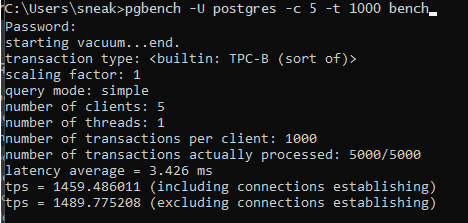 C:\Users\sneak>pgbench -U postgres -c 5 -t 1000 bench
Password:
starting vacuum...end.
transaction type: <builtin: TPC-B (sort of)>
scaling factor: 1
query mode: simple
number of clients: 5
number of threads: 1
number of transactions per client: 1000
number of transactions actually processed: 5000/5000
latency average = 3.426 ms
tps = 1459.486011 (including connections establishing)
tps = 1489.775208 (excluding connections establishing)